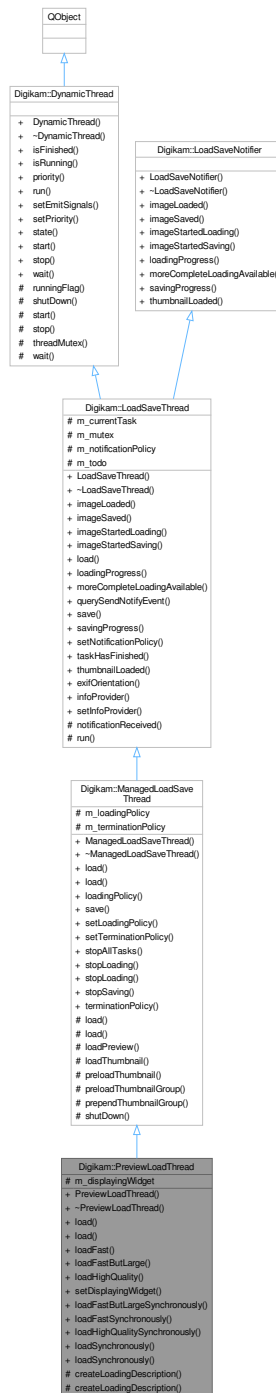 QObject
Digikam::DynamicThread
+ DynamicThread()
+ ~DynamicThread()
+ isFinished()
+ isRunning()
+ priority()
+ run()
+ setEmitSignals()
+ setPriority()
+ state()
+ start()
+ stop()
+ wait()
# runningFlag()
# shutDown()
# start()
# stop()
# threadMutex()
# wait()
Digikam::LoadSaveNotifier
+ LoadSaveNotifier()
+ ~LoadSaveNotifier()
+ imageLoaded()
+ imageSaved()
+ imageStartedLoading()
+ imageStartedSaving()
+ loadingProgress()
+ moreCompleteLoadingAvailable()
+ savingProgress()
+ thumbnailLoaded()
Digikam::LoadSaveThread
# m_currentTask
# m_mutex
# m_notificationPolicy
# m_todo
+ LoadSaveThread()
+ ~LoadSaveThread()
+ imageLoaded()
+ imageSaved()
+ imageStartedLoading()
+ imageStartedSaving()
+ load()
+ loadingProgress()
+ moreCompleteLoadingAvailable()
+ querySendNotifyEvent()
+ save()
+ savingProgress()
+ setNotificationPolicy()
+ taskHasFinished()
+ thumbnailLoaded()
+ exifOrientation()
+ infoProvider()
+ setInfoProvider()
# notificationReceived()
# run()
Digikam::ManagedLoadSave
Thread
# m_loadingPolicy
# m_terminationPolicy
+ ManagedLoadSaveThread()
+ ~ManagedLoadSaveThread()
+ load()
+ load()
+ loadingPolicy()
+ save()
+ setLoadingPolicy()
+ setTerminationPolicy()
+ stopAllTasks()
+ stopLoading()
+ stopLoading()
+ stopSaving()
+ terminationPolicy()
# load()
# load()
# loadPreview()
# loadThumbnail()
# preloadThumbnail()
# preloadThumbnailGroup()
# prependThumbnailGroup()
# shutDown()
Digikam::PreviewLoadThread
# m_displayingWidget
+ PreviewLoadThread()
+ ~PreviewLoadThread()
+ load()
+ load()
+ loadFast()
+ loadFastButLarge()
+ loadHighQuality()
+ setDisplayingWidget()
+ loadFastButLargeSynchronously()
+ loadFastSynchronously()
+ loadHighQualitySynchronously()
+ loadSynchronously()
+ loadSynchronously()
# createLoadingDescription()
# createLoadingDescription()